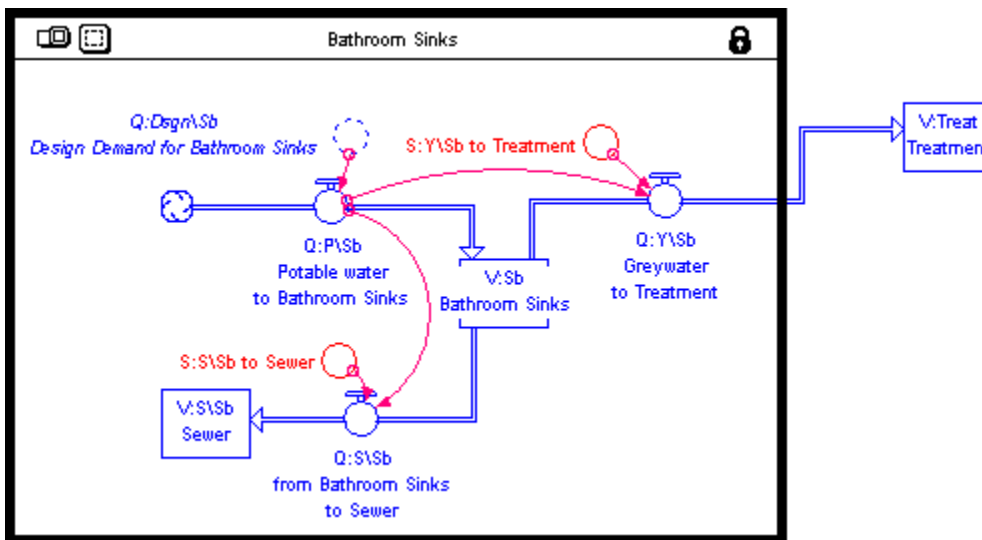 Bathroom Sinks
Q:Dsgn\Sb
Design Demand for Bathroom Sinks
S:Y\Sb to Treatment
V:Treat
Treatmen
Q:P\Sb
Potable water
to Bathroom Sinks
V:Sb
Bathroom Sinks
Q:Y\Sb
Greywater
to Treatment
S:S\Sb to Sewer
V:S\Sb
Sewer
Q:S\Sb
from Bathroom Sinks
to Sewer